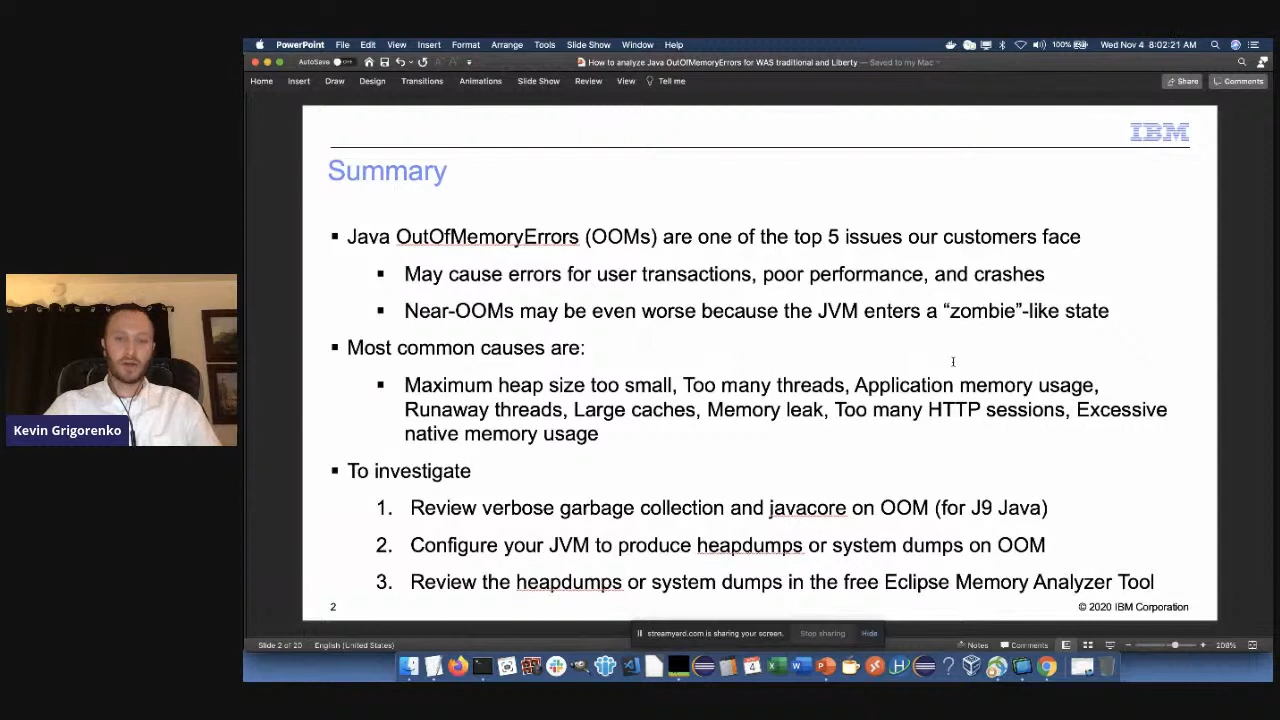 PowerPoint File Edit View Insert Format Arrange Tools Slide Show Window Help 100% Wed Nov 4 8:02:21 AM
AutoSave OFF How to analyze Java OutOfMemoryErrors for WAS traditional and Liberty — Saved to my Mac
Home Insert Draw Design Transitions Animations Slide Show Review View Tell me Share Comments
IBM
Summary
▪ Java OutOfMemoryErrors (OOMs) are one of the top 5 issues our customers face
▪ May cause errors for user transactions, poor performance, and crashes
▪ Near-OOMs may be even worse because the JVM enters a “zombie”-like state
▪ Most common causes are:
▪ Maximum heap size too small, Too many threads, Application memory usage,
Runaway threads, Large caches, Memory leak, Too many HTTP sessions, Excessive
native memory usage
▪ To investigate
1. Review verbose garbage collection and javacore on OOM (for J9 Java)
2. Configure your JVM to produce heapdumps or system dumps on OOM
3. Review the heapdumps or system dumps in the free Eclipse Memory Analyzer Tool
2 © 2020 IBM Corporation
Kevin Grigorenko
streamyard.com is sharing your screen. Stop sharing Hide
Slide 2 of 20 English (United States) Notes Comments 108%